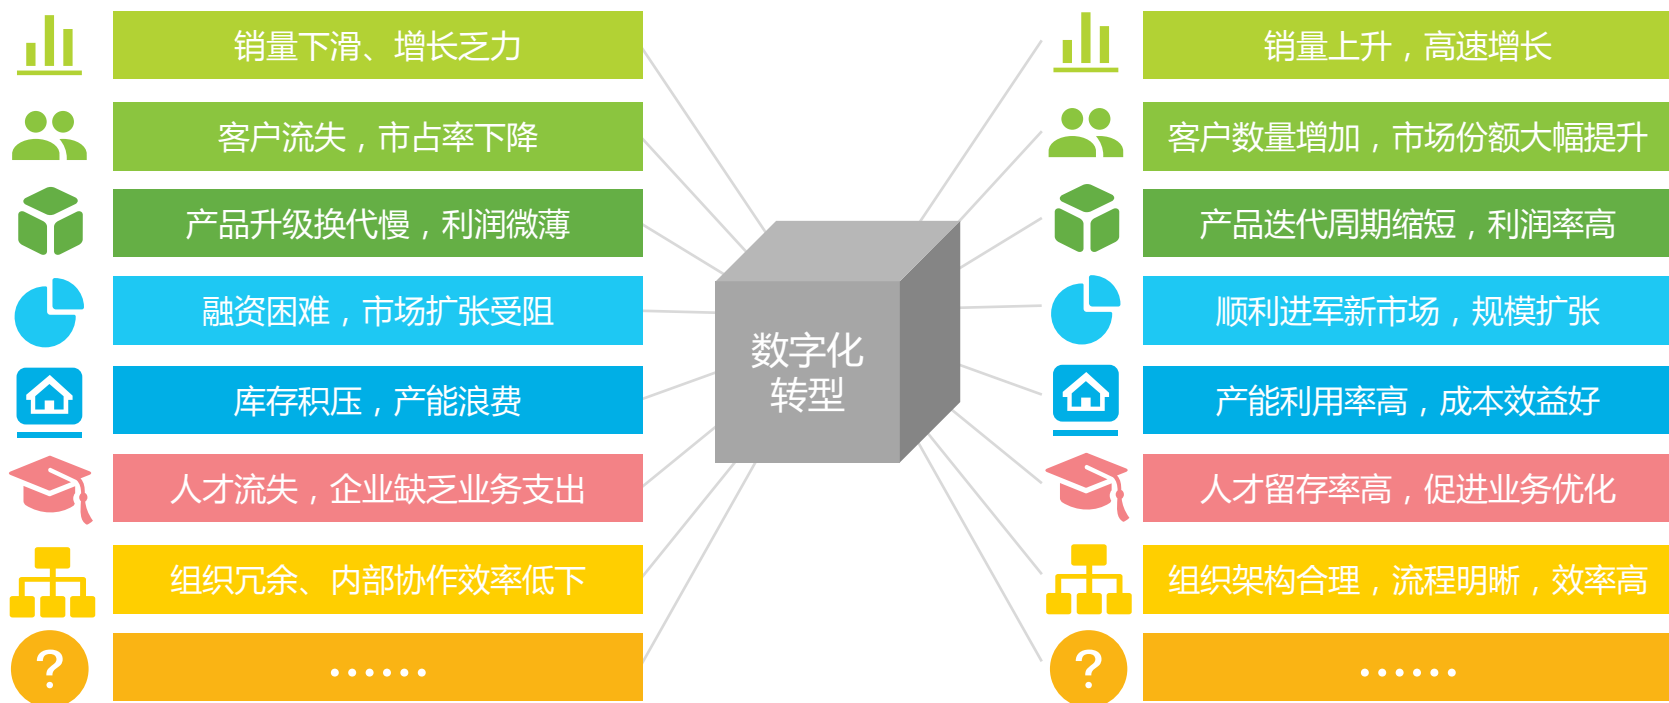 销量下滑、增长乏力
客户流失，市占率下降
产品升级换代慢，利润微薄
融资困难，市场扩张受阻
库存积压，产能浪费
人才流失，企业缺乏业务支出
组织冗余、内部协作效率低下
……
数字化
转型
销量上升，高速增长
客户数量增加，市场份额大幅提升
产品迭代周期缩短，利润率高
顺利进军新市场，规模扩张
产能利用率高，成本效益好
人才留存率高，促进业务优化
组织架构合理，流程明晰，效率高
……